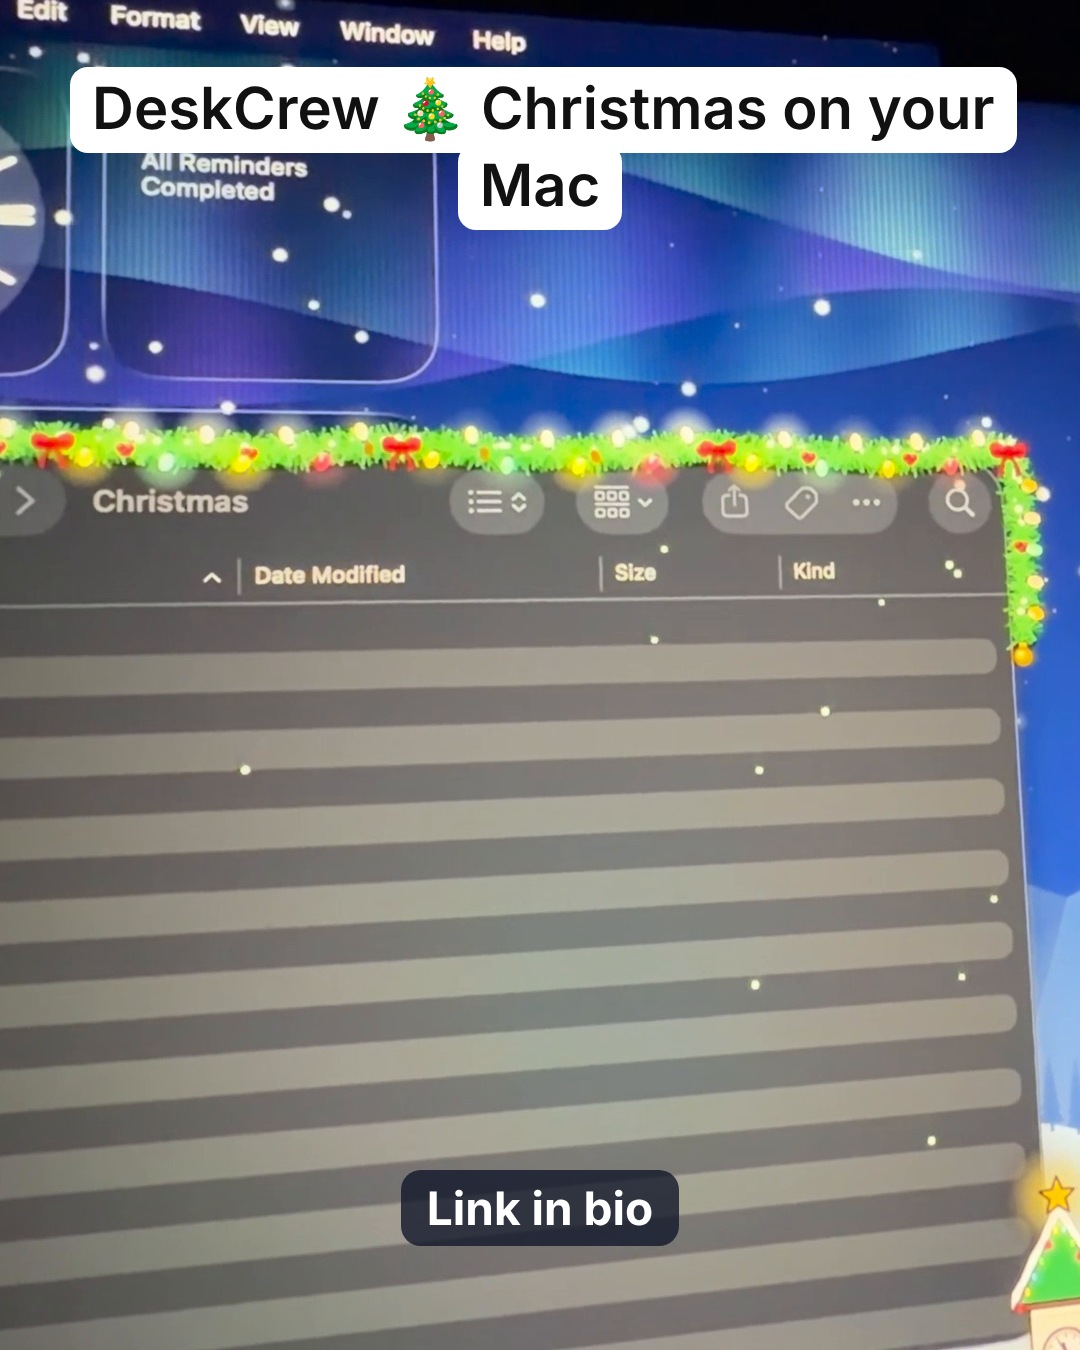 Edit Format View Window Help
DeskCrew 🎄 Christmas on your
Mac
All Reminders
Completed
Christmas
Date Modified Size Kind
Link in bio